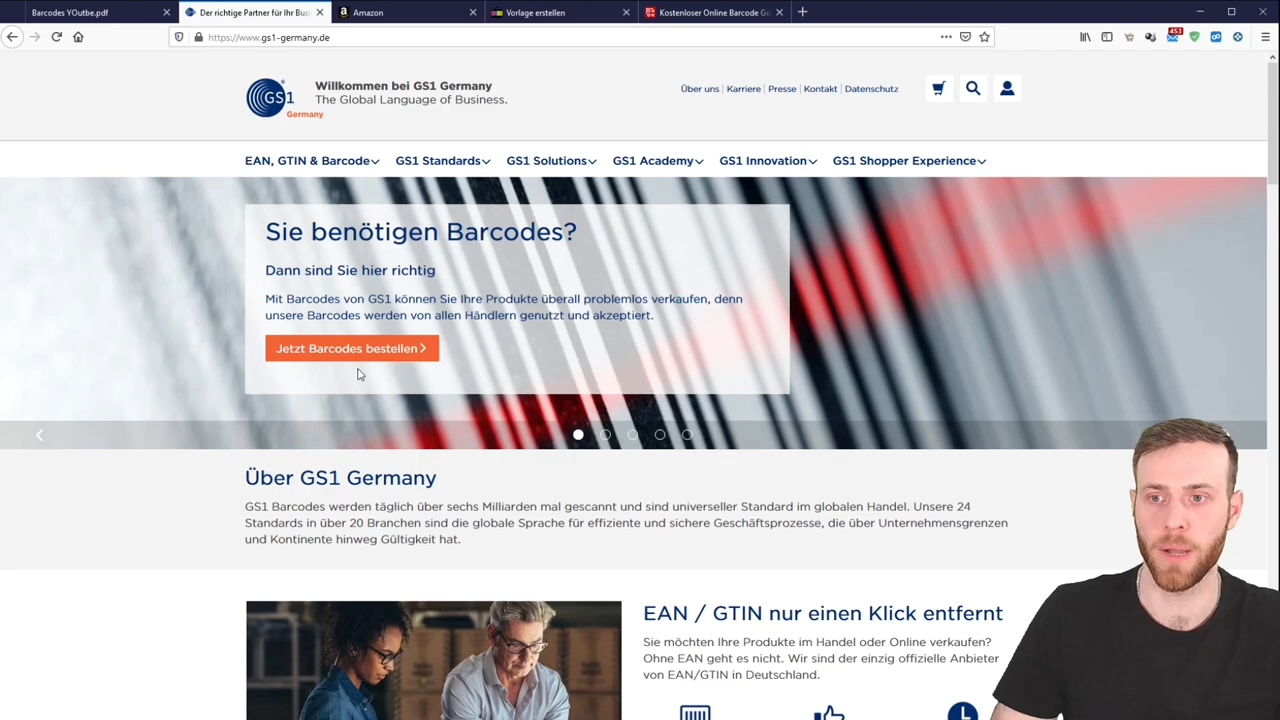 Barcodes YOutbe.pdf
Der richtige Partner für Ihr Busi
Amazon
Vorlage erstellen
Kostenloser Online Barcode Ge
https://www.gs1-germany.de
453
GS1
Germany
Willkommen bei GS1 Germany
The Global Language of Business.
Über uns | Karriere | Presse | Kontakt | Datenschutz
EAN, GTIN & Barcode
GS1 Standards
GS1 Solutions
GS1 Academy
GS1 Innovation
GS1 Shopper Experience
Sie benötigen Barcodes?
Dann sind Sie hier richtig
Mit Barcodes von GS1 können Sie Ihre Produkte überall problemlos verkaufen, denn
unsere Barcodes werden von allen Händlern genutzt und akzeptiert.
Jetzt Barcodes bestellen
Über GS1 Germany
GS1 Barcodes werden täglich über sechs Milliarden mal gescannt und sind universeller Standard im globalen Handel. Unsere 24
Standards in über 20 Branchen sind die globale Sprache für effiziente und sichere Geschäftsprozesse, die über Unternehmensgrenzen
und Kontinente hinweg Gültigkeit hat.
EAN / GTIN nur einen Klick entfernt
Sie möchten Ihre Produkte im Handel oder Online verkaufen?
Ohne EAN geht es nicht. Wir sind der einzig offizielle Anbieter
von EAN/GTIN in Deutschland.